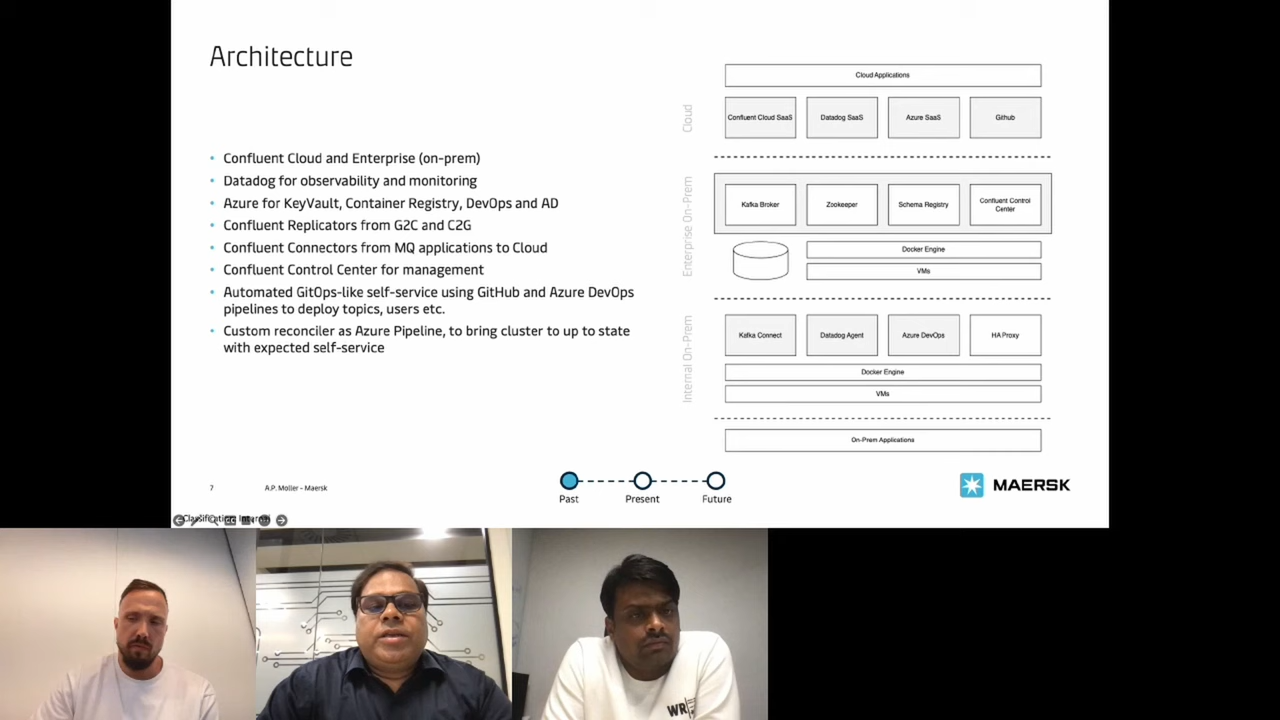 Architecture
• Confluent Cloud and Enterprise (on-prem)
• Datadog for observability and monitoring
• Azure for KeyVault, Container Registry, DevOps and AD
• Confluent Replicators from G2C and C2G
• Confluent Connectors from MQ applications to Cloud
• Confluent Control Center for management
• Automated GitOps-like self-service using GitHub and Azure DevOps
pipelines to deploy topics, users etc.
• Custom reconciler as Azure Pipeline, to bring cluster to up to state
with expected self-service
Cloud
Cloud Applications
Confluent Cloud SaaS
Datadog SaaS
Azure SaaS
Github
Enterprise On-Prem
Kafka Broker
Zookeeper
Schema Registry
Confluent Control
Center
Docker Engine
VMs
Internal On-Prem
Kafka Connect
Datadog Agent
Azure DevOps
HA Proxy
Docker Engine
VMs
On-Prem Applications
7
A.P. Moller - Maersk
Past
Present
Future
MAERSK
Classification: Internal
WR